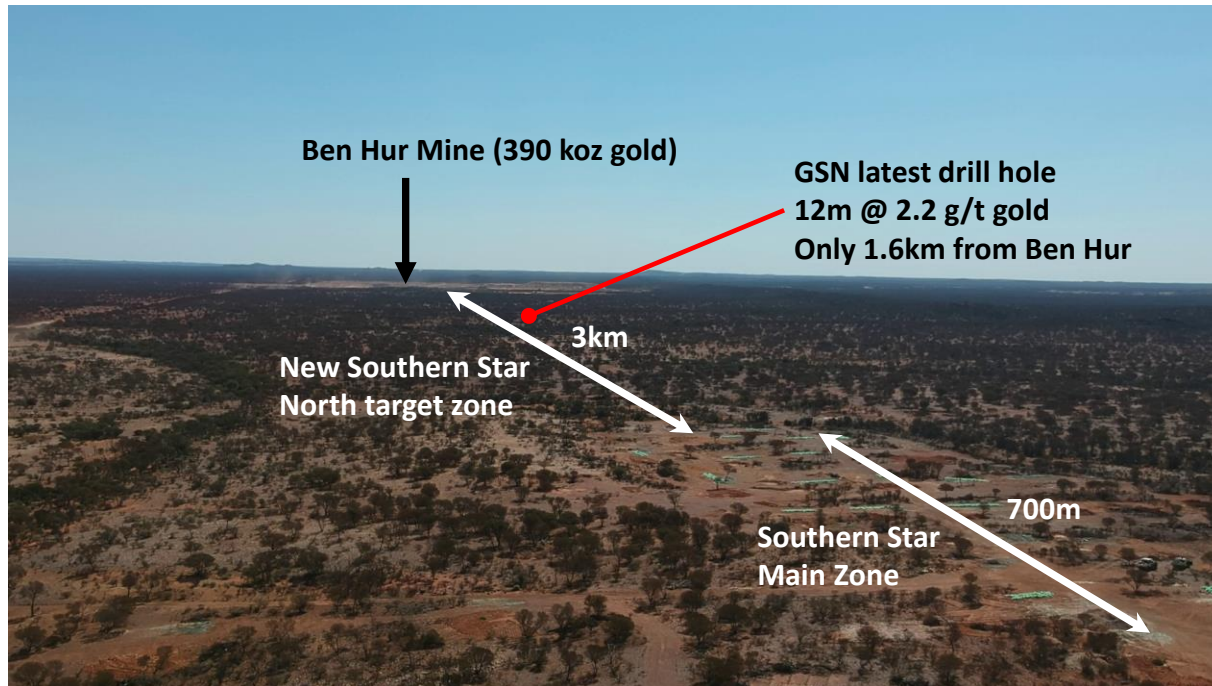 Ben Hur Mine (390 koz gold)
GSN latest drill hole
12m @ 2.2 g/t gold
Only 1.6km from Ben Hur
3km
New Southern Star
North target zone
700m
Southern Star
Main Zone